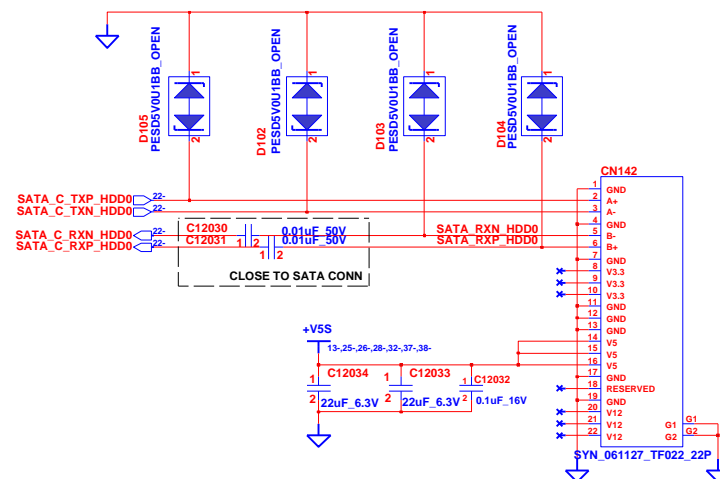 PESD5V0U1BB_OPEN
D105
1
2
PESD5V0U1BB_OPEN
D102
1
2
PESD5V0U1BB_OPEN
D103
1
2
PESD5V0U1BB_OPEN
D104
1
2
CN142
SATA_C_TXP_HDD0 22-
SATA_C_TXN_HDD0 22-
SATA_C_RXN_HDD0 22-
SATA_C_RXP_HDD0 22-
C12030 1 2 0.01uF_50V
C12031 1 2 0.01uF_50V
CLOSE TO SATA CONN
SATA_RXN_HDD0
SATA_RXP_HDD0
1 GND
2 A+
3 A-
4 GND
5 B-
6 B+
7 GND
8 V3.3
9 V3.3
10 V3.3
11 GND
12 GND
13 GND
14 V5
15 V5
16 V5
17 GND
18 RESERVED
19 GND
20 V12
21 V12
22 V12
G1 G1
G2 G2
SYN_061127_TF022_22P
+V5S
13-,25-,26-,28-,32-,37-,38-
1 C12034
2 22uF_6.3V
1 C12033
2 22uF_6.3V
1 C12032
2 0.1uF_16V